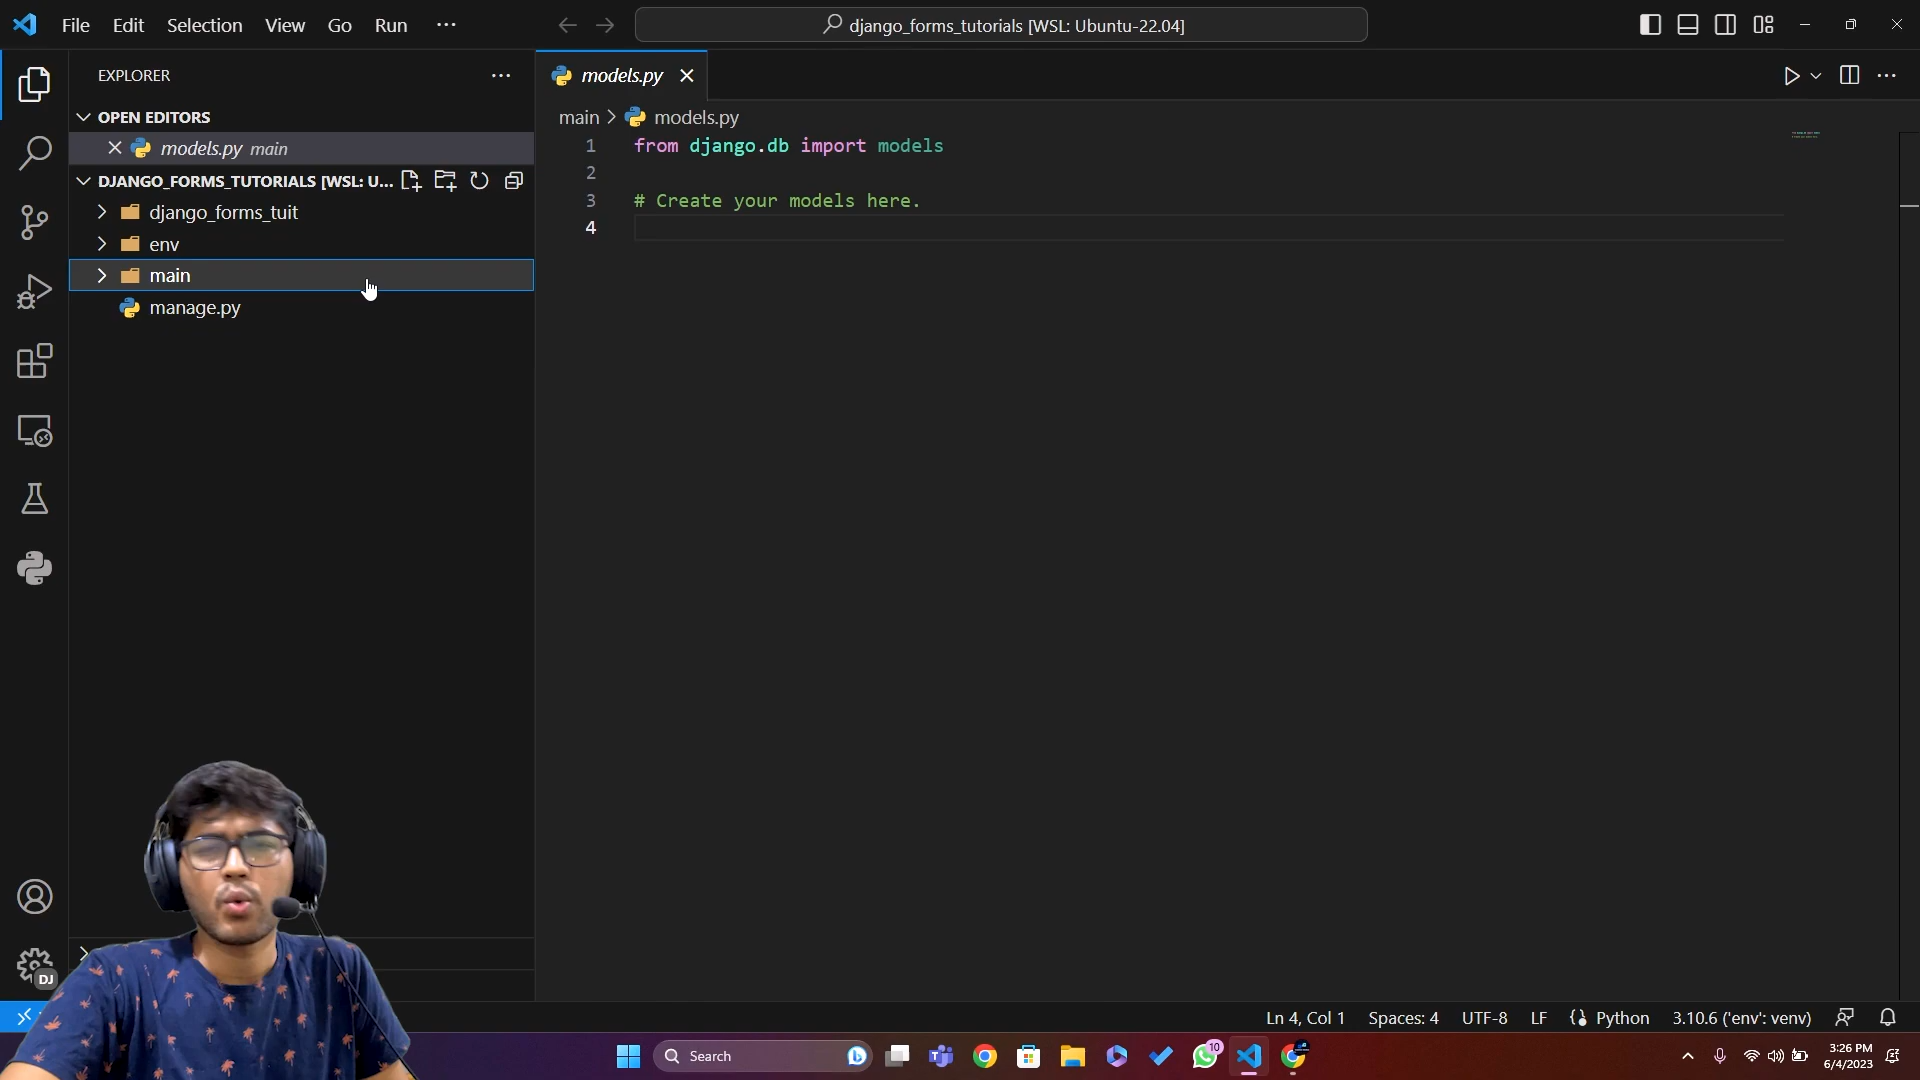 File Edit Selection View Go Run ···
django_forms_tutorials [WSL: Ubuntu-22.04]
EXPLORER
OPEN EDITORS
models.py main
DJANGO_FORMS_TUTORIALS [WSL: U...
django_forms_tuit
env
main
manage.py
models.py
main > models.py
1 from django.db import models
2
3 # Create your models here.
4
DJ
Ln 4, Col 1 Spaces: 4 UTF-8 LF Python 3.10.6 ('env': venv)
Search
10
3:26 PM
6/4/2023